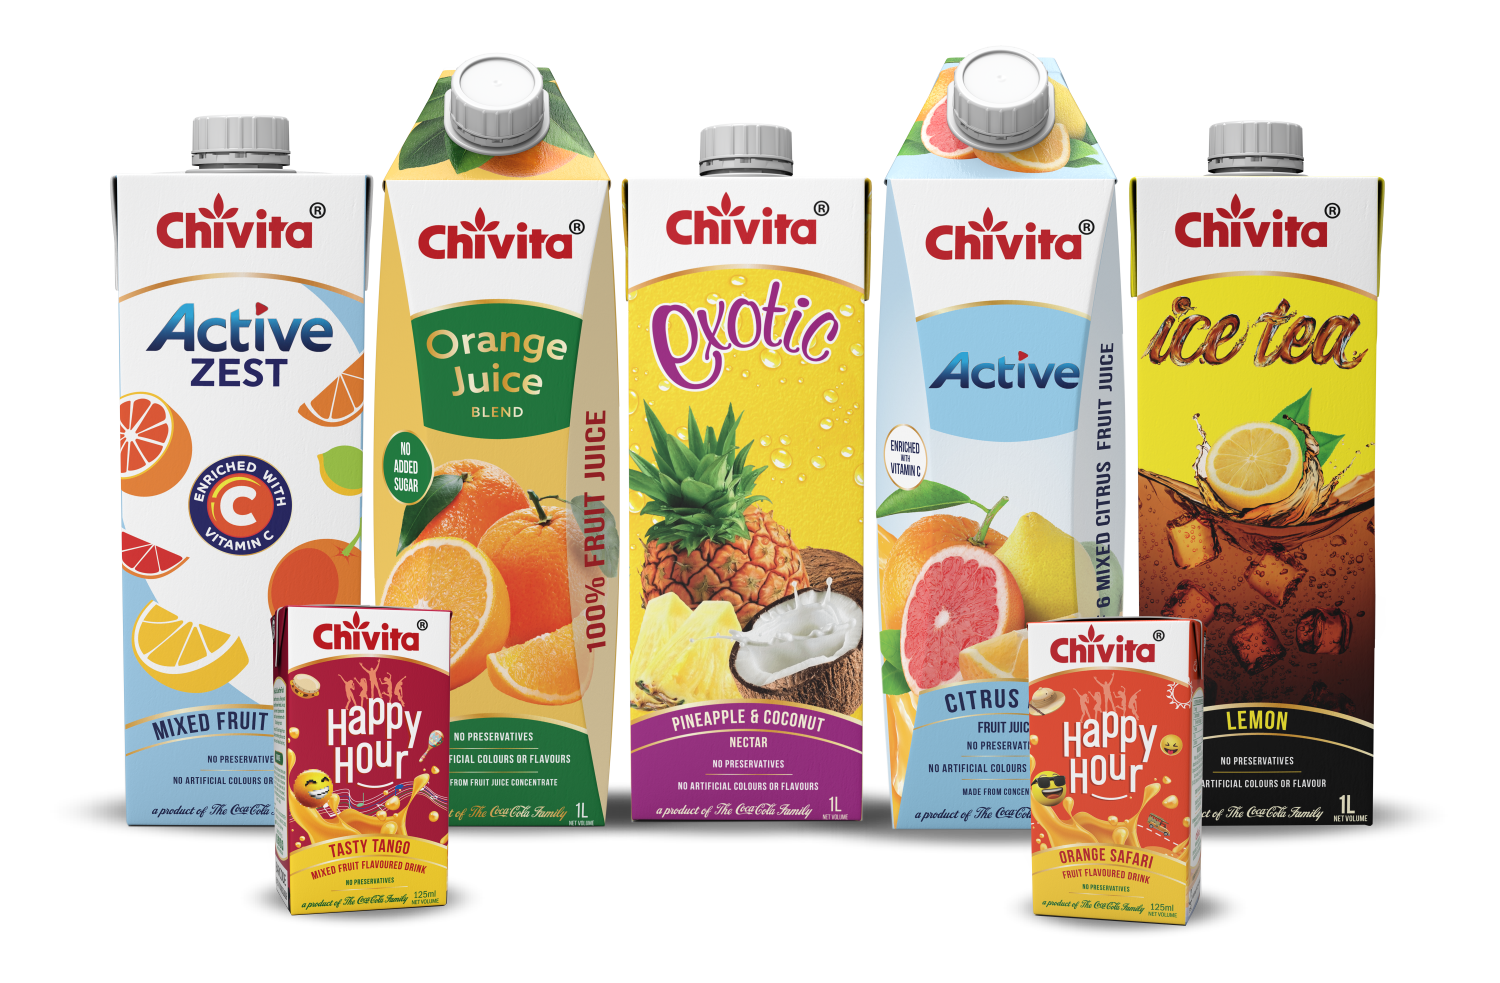 Chivita®
Active
ZEST
ENRICHED WITH
C
VITAMIN C
MIXED FRUIT
NO PRESERVATIVE
NO ARTIFICIAL COLOURS OR
a product of The Coca-Cola
Chivita®
Orange
Juice
BLEND
NO
ADDED
SUGAR
100% FRUIT JUICE
NO PRESERVATIVES
FICIAL COLOURS OR FLAVOURS
FROM FRUIT JUICE CONCENTRATE
of The Coca-Cola Family
1L
NET VOLUME
Chivita®
exotic
PINEAPPLE & COCONUT
NECTAR
NO PRESERVATIVES
NO ARTIFICIAL COLOURS OR FLAVOURS
a product of The Coca-Cola Family
1L
NET VOLUME
Chivita®
Active
ENRICHED
WITH
VITAMIN C
6 MIXED CITRUS FRUIT JUICE
CITRUS
FRUIT JUIC
NO PRESERVAT
NO ARTIFICIAL COLOURS
MADE FROM CONCEN
a product of The Coca-Co
Chivita®
ice tea
LEMON
NO PRESERVATIVES
ARTIFICIAL COLOURS OR FLAVOUR
ct of The Coca-Cola Family
1L
NET VOLUME
Chivita®
Happy
Hour
TASTY TANGO
MIXED FRUIT FLAVOURED DRINK
NO PRESERVATIVES
a product of The Coca-Cola Family
125ml
NET VOLUME
Chivita®
Happy
Hour
ORANGE SAFARI
FRUIT FLAVOURED DRINK
NO PRESERVATIVES
a product of The Coca-Cola Family
125ml
NET VOLUME